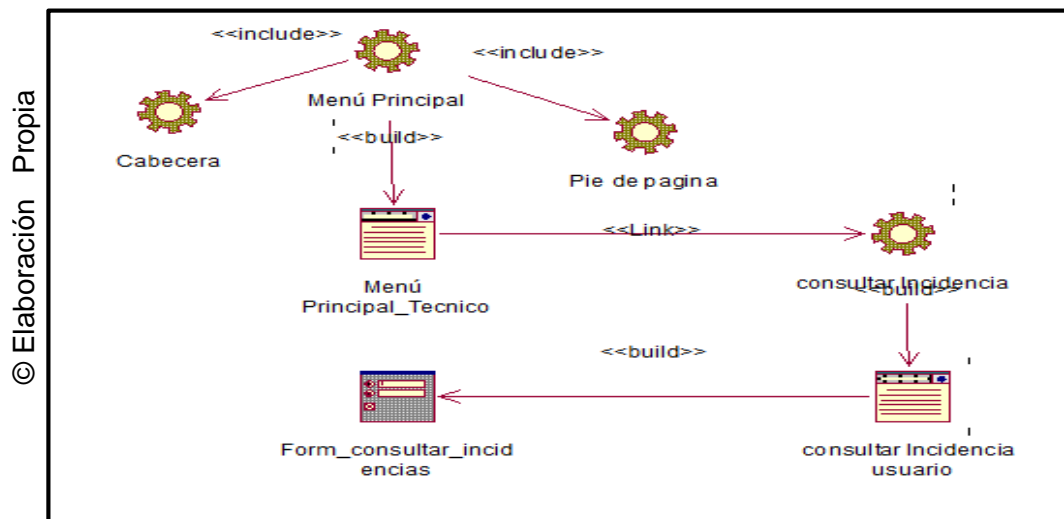 © Elaboración Propia
<<include>>
<<include>>
Menú Principal
<<build>>
Cabecera
Pie de pagina
<<Link>>
Menú
Principal_Tecnico
consultar Incidencia
<<build>>
<<build>>
Form_consultar_incid
encias
consultar Incidencia
usuario